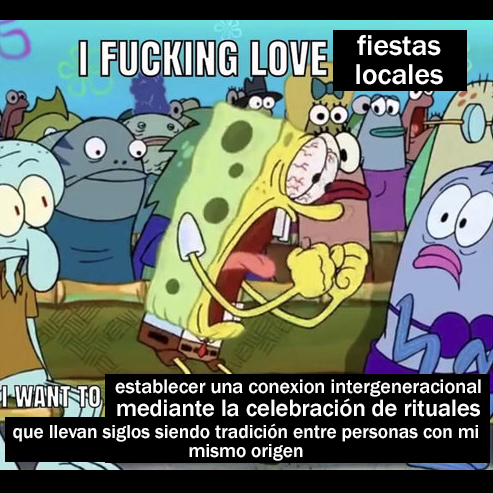 I FUCKING LOVE fiestas
locales
I WANT TO establecer una conexion intergeneracional
mediante la celebración de rituales
que llevan siglos siendo tradición entre personas con mi
mismo origen